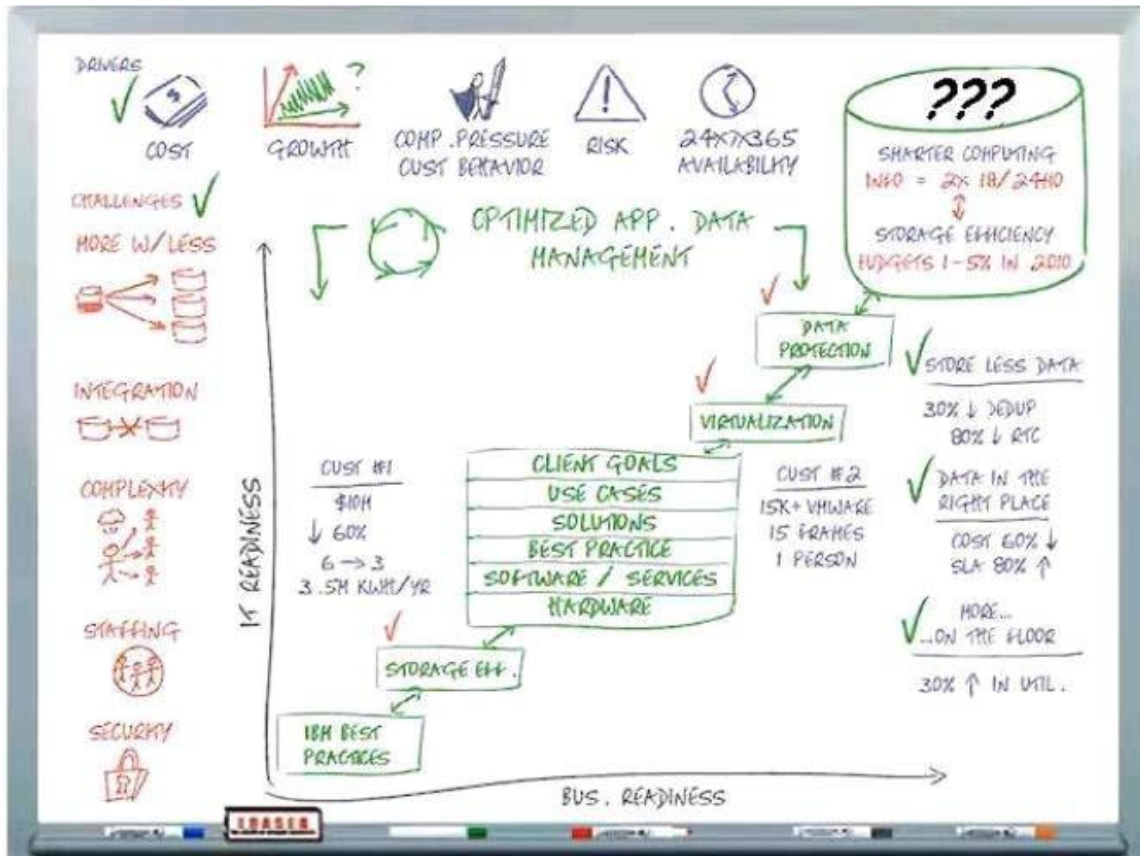 DRIVERS
$
COST
?
GROWTH
COMP. PRESSURE
CUST BEHAVIOR
!
RISK
24X7X365
AVAILABILITY
???
SMARTER COMPUTING
INFO = 2X 18/24MO
STORAGE EFFICIENCY
BUDGETS 1-5% IN 2010
CHALLENGES
MORE W/LESS
INTEGRATION
COMPLEXITY
STAFFING
SECURITY
OPTIMIZED APP. DATA
MANAGEMENT
IT READINESS
BUS. READINESS
CUST #1
$10M
↓ 60%
6 → 3
3.5M KWH/YR
DATA
PROTECTION
VIRTUALIZATION
CLIENT GOALS
USE CASES
SOLUTIONS
BEST PRACTICE
SOFTWARE / SERVICES
HARDWARE
STORAGE EFF.
IBM BEST
PRACTICES
CUST #2
15K+ VMWARE
15 FRAMES
1 PERSON
STORE LESS DATA
30% ↓ DEDUP
80% ↓ RTC
DATA IN THE
RIGHT PLACE
COST 60% ↓
SLA 80% ↑
MORE...
...ON THE FLOOR
30% ↑ IN UTIL.
ERASER